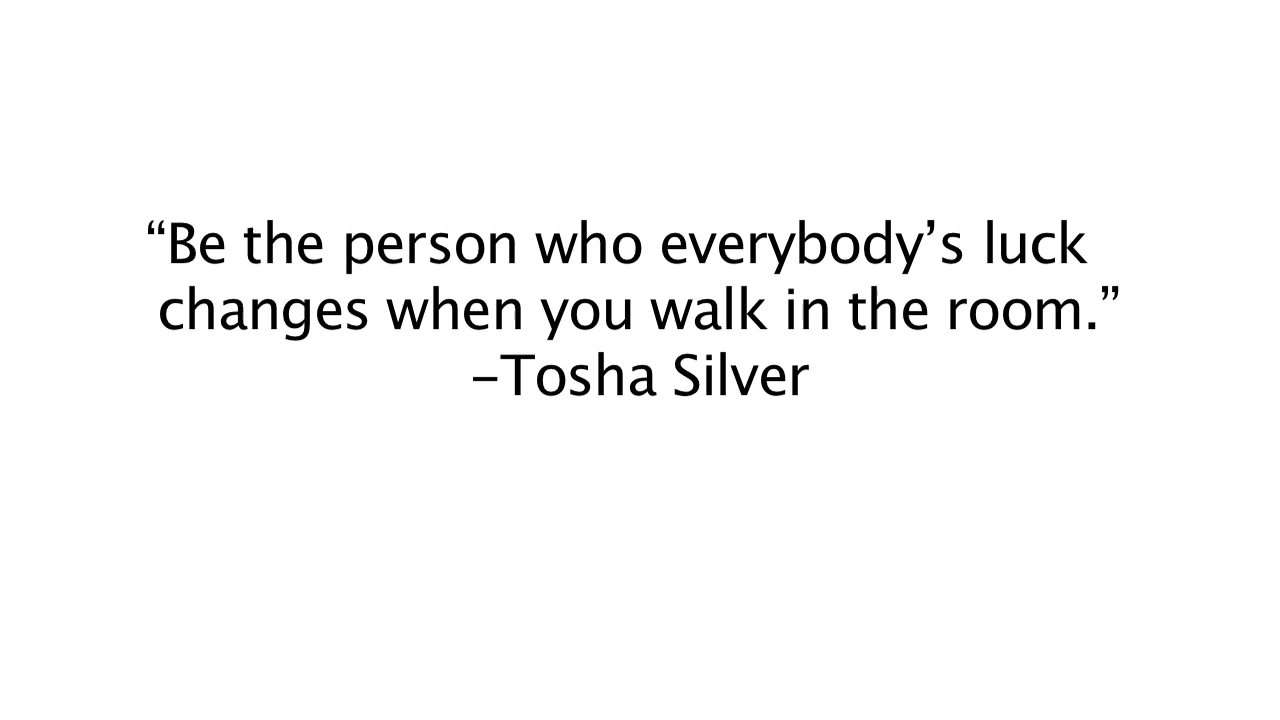 “Be the person who everybody’s luck
changes when you walk in the room.”
–Tosha Silver